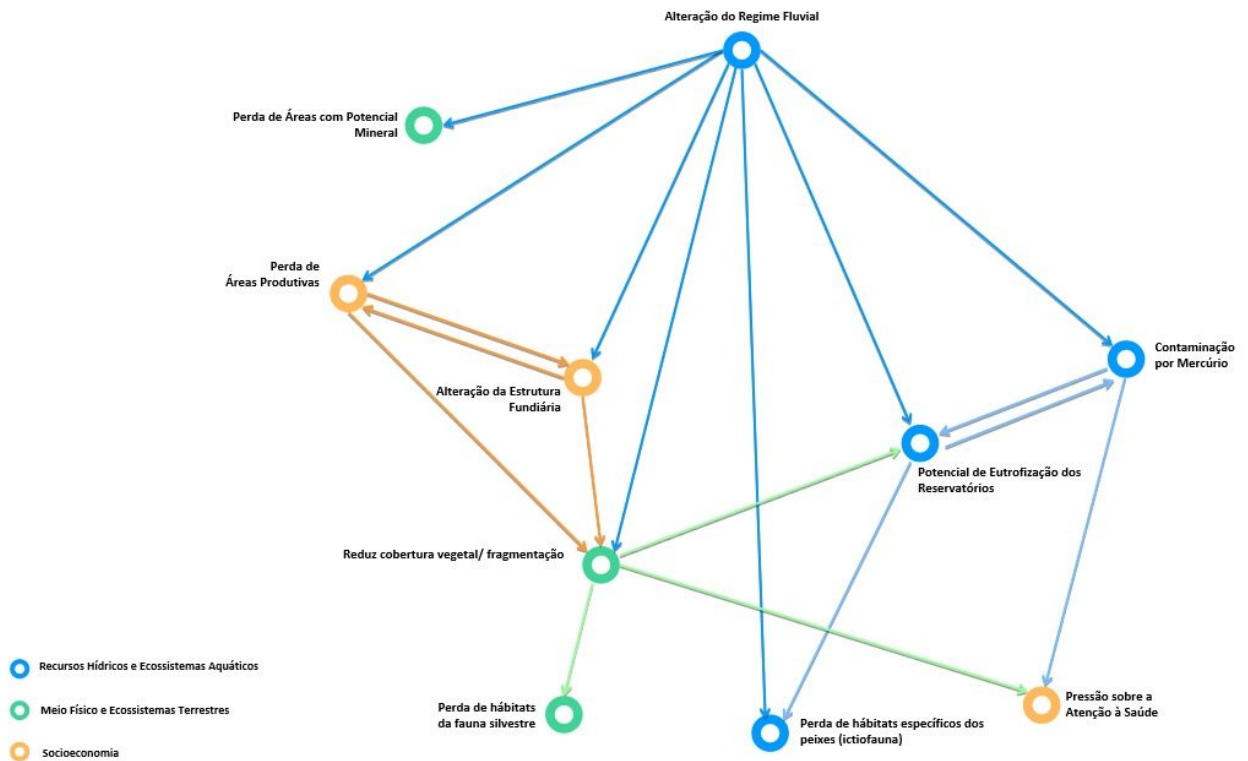 Alteração do Regime Fluvial
Perda de Áreas com Potencial
Mineral
Perda de
Áreas Produtivas
Contaminação
por Mercúrio
Alteração da Estrutura
Fundiária
Potencial de Eutrofização dos
Reservatórios
Reduz cobertura vegetal/ fragmentação
Recursos Hídricos e Ecossistemas Aquáticos
Meio Físico e Ecossistemas Terrestres
Socioeconomia
Perda de hábitats
da fauna silvestre
Perda de hábitats específicos dos
peixes (ictiofauna)
Pressão sobre a
Atenção à Saúde